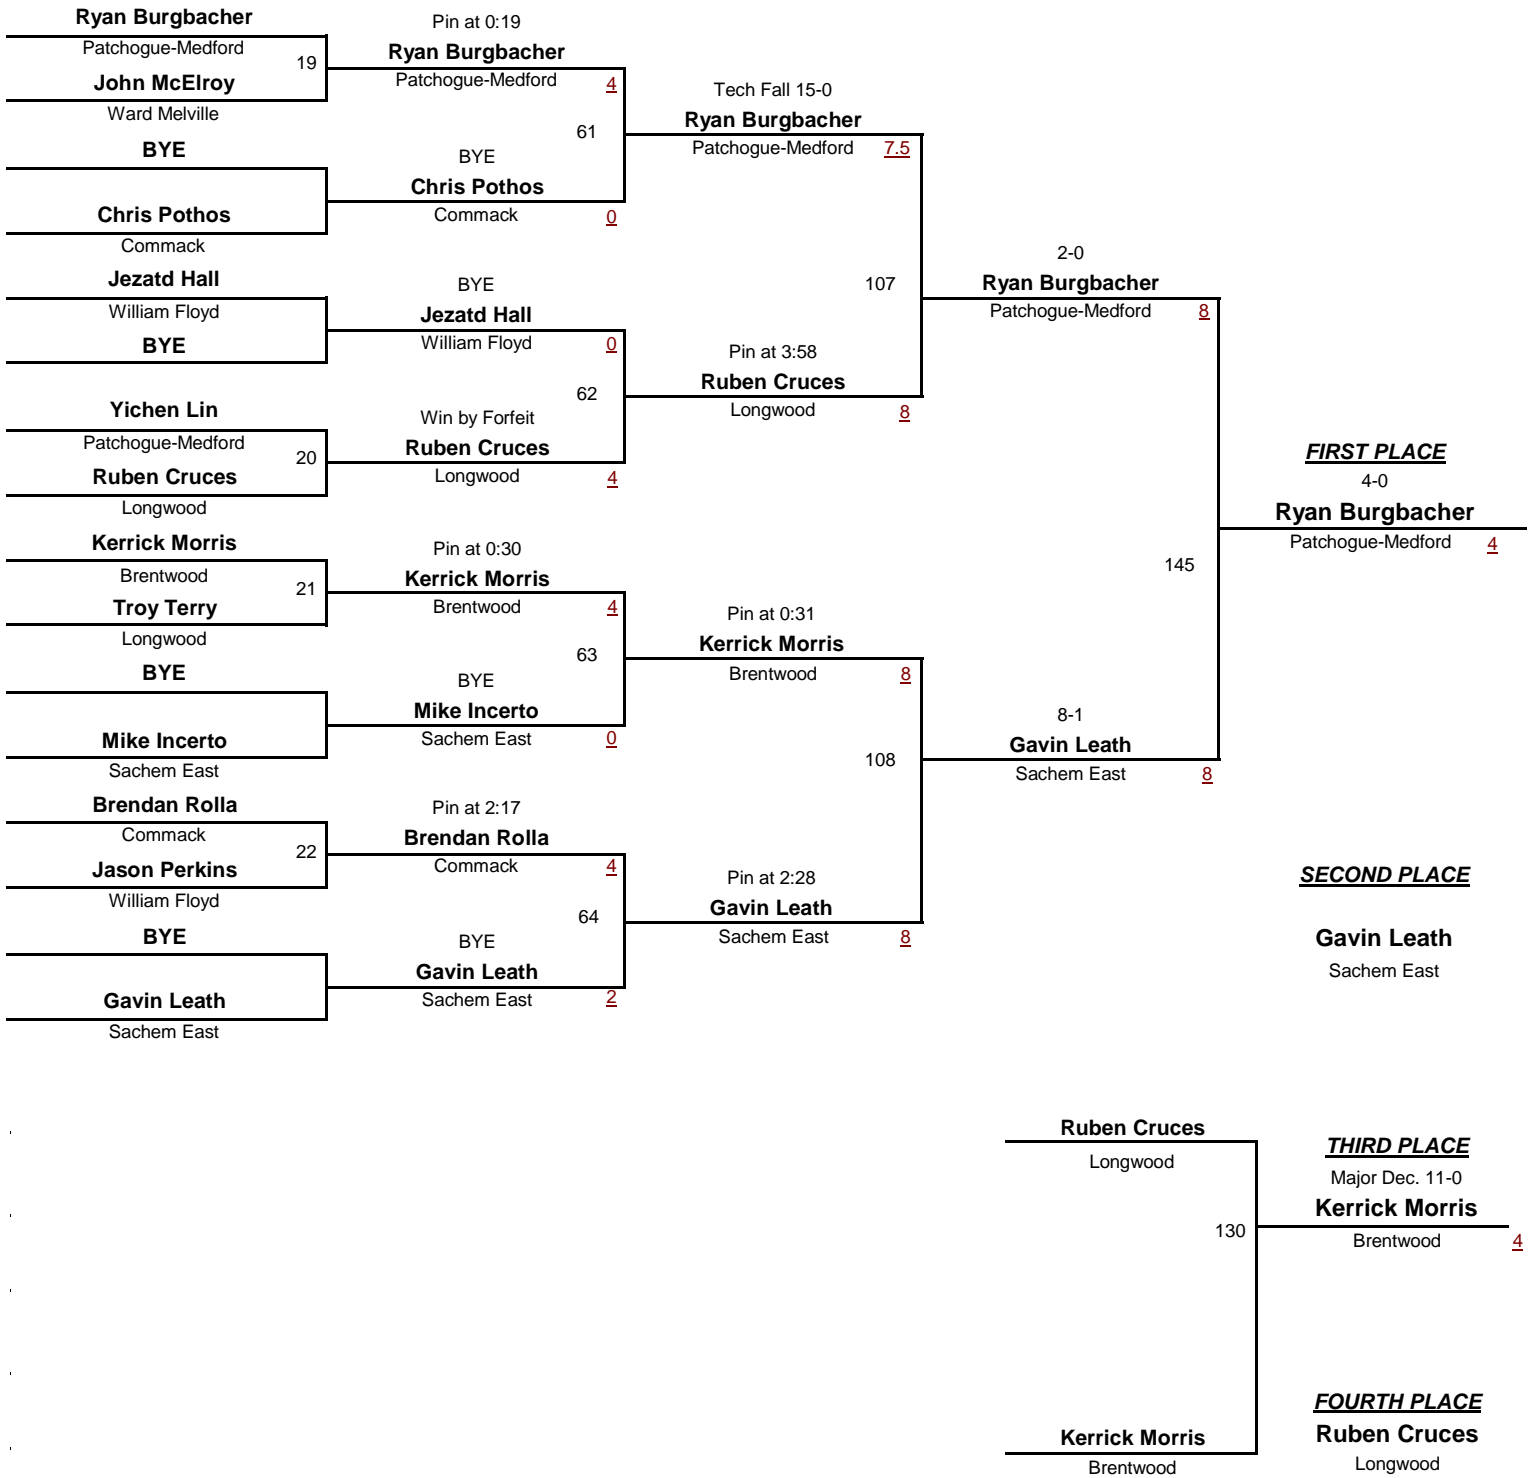 Ryan Burgbacher
Patchogue-Medford
19
John McElroy
Ward Melville
BYE
Chris Pothos
Commack
Jezatd Hall
William Floyd
BYE
Yichen Lin
Patchogue-Medford
20
Ruben Cruces
Longwood
Kerrick Morris
Brentwood
21
Troy Terry
Longwood
BYE
Mike Incerto
Sachem East
Brendan Rolla
Commack
22
Jason Perkins
William Floyd
BYE
Gavin Leath
Sachem East
Pin at 0:19
Ryan Burgbacher
Patchogue-Medford 4
61
BYE
Chris Pothos
Commack 0
BYE
Jezatd Hall
William Floyd 0
62
Win by Forfeit
Ruben Cruces
Longwood 4
Pin at 0:30
Kerrick Morris
Brentwood 4
63
BYE
Mike Incerto
Sachem East 0
Pin at 2:17
Brendan Rolla
Commack 4
64
BYE
Gavin Leath
Sachem East 2
Tech Fall 15-0
Ryan Burgbacher
Patchogue-Medford 7.5
107
Pin at 3:58
Ruben Cruces
Longwood 8
Pin at 0:31
Kerrick Morris
Brentwood 8
108
Pin at 2:28
Gavin Leath
Sachem East 8
2-0
Ryan Burgbacher
Patchogue-Medford 8
145
8-1
Gavin Leath
Sachem East 8
FIRST PLACE
4-0
Ryan Burgbacher
Patchogue-Medford 4
SECOND PLACE
Gavin Leath
Sachem East
Ruben Cruces
Longwood
130
Kerrick Morris
Brentwood
THIRD PLACE
Major Dec. 11-0
Kerrick Morris
Brentwood 4
FOURTH PLACE
Ruben Cruces
Longwood